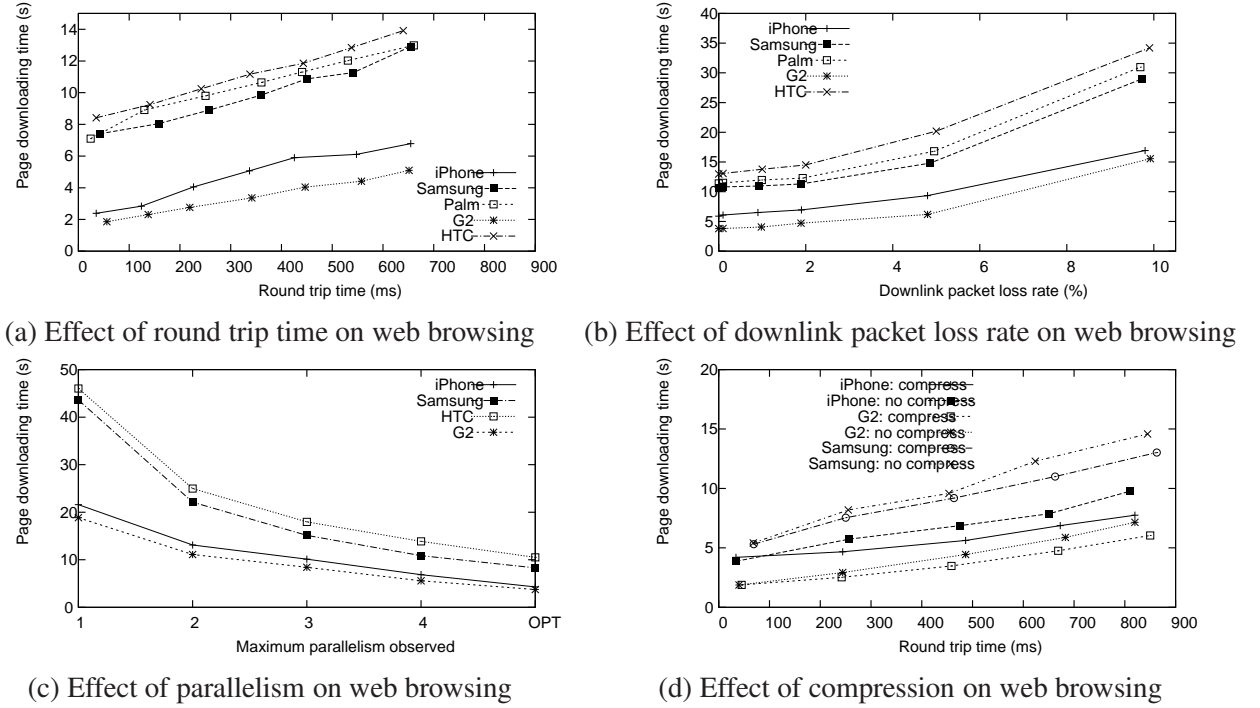 Page downloading time (s)
14
12
10
8
6
4
2
0
iPhone
Samsung
Palm
G2
HTC
0 100 200 300 400 500 600 700 800 900
Round trip time (ms)
(a) Effect of round trip time on web browsing
Page downloading time (s)
40
35
30
25
20
15
10
5
0
iPhone
Samsung
Palm
G2
HTC
0 2 4 6 8 10
Downlink packet loss rate (%)
(b) Effect of downlink packet loss rate on web browsing
Page downloading time (s)
50
40
30
20
10
0
iPhone
Samsung
HTC
G2
1 2 3 4 OPT
Maximum parallelism observed
(c) Effect of parallelism on web browsing
Page downloading time (s)
20
15
10
5
0
iPhone: compress
iPhone: no compress
G2: compress
G2: no compress
Samsung: compress
Samsung: no compress
0 100 200 300 400 500 600 700 800 900
Round trip time (ms)
(d) Effect of compression on web browsing